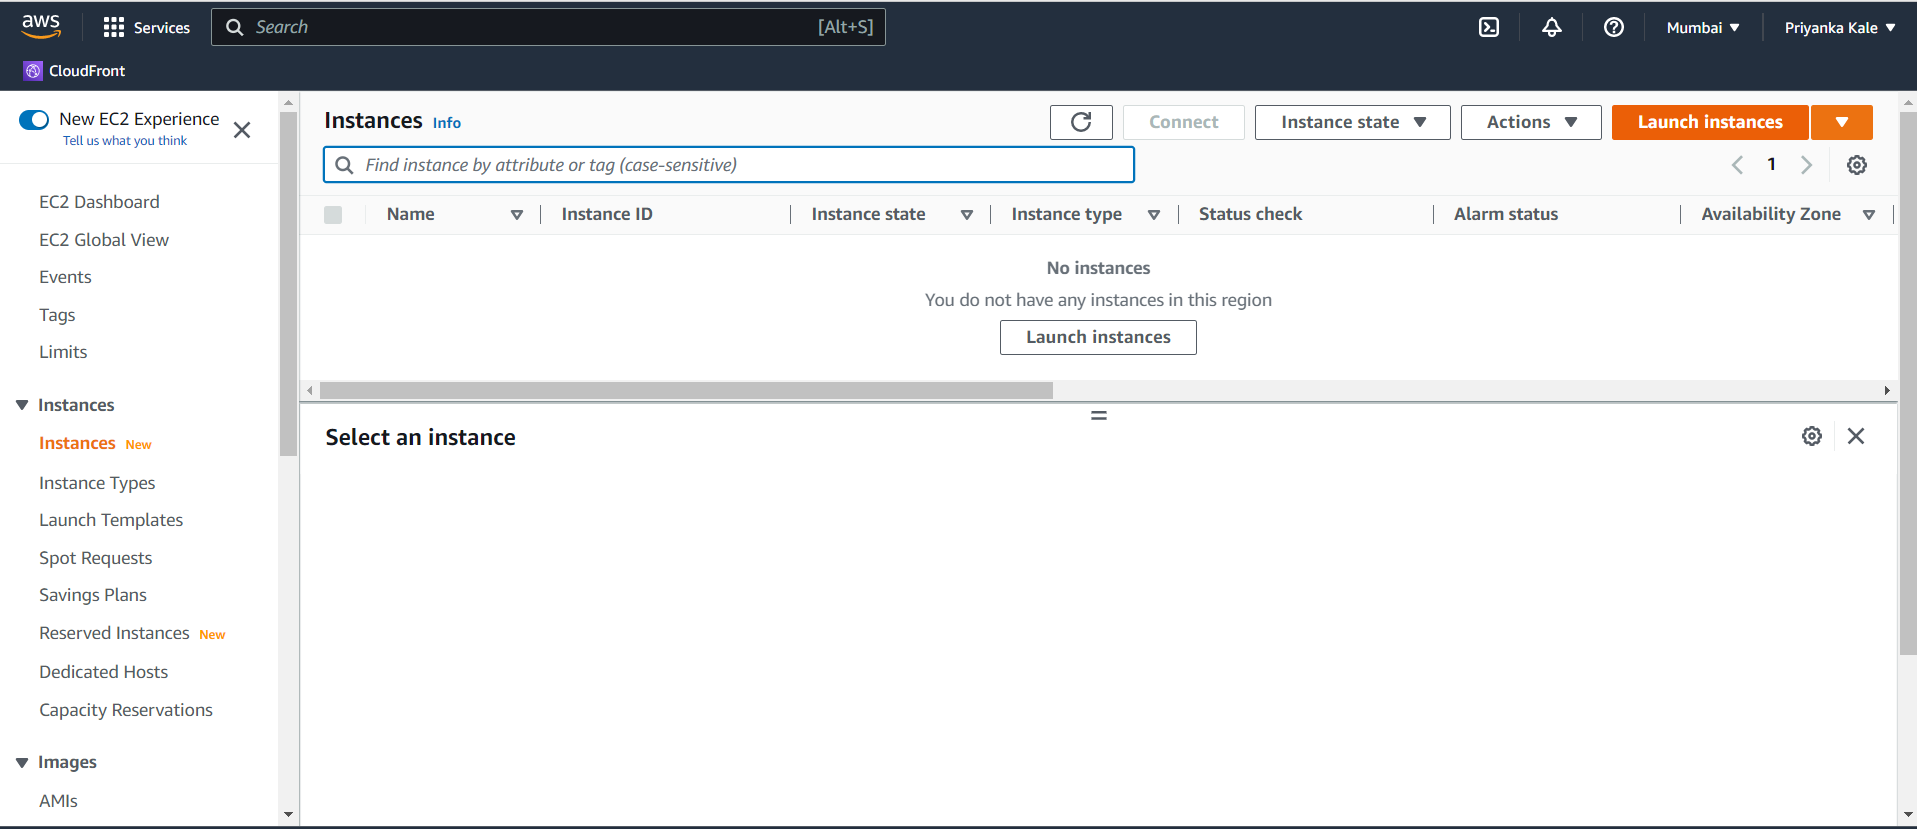 aws Services Search [Alt+S] Mumbai Priyanka Kale
CloudFront
New EC2 Experience
Tell us what you think
EC2 Dashboard
EC2 Global View
Events
Tags
Limits
Instances
Instances New
Instance Types
Launch Templates
Spot Requests
Savings Plans
Reserved Instances New
Dedicated Hosts
Capacity Reservations
Images
AMIs
Instances Info Connect Instance state Actions Launch instances
Find instance by attribute or tag (case-sensitive) 1
Name Instance ID Instance state Instance type Status check Alarm status Availability Zone
No instances
You do not have any instances in this region
Launch instances
Select an instance